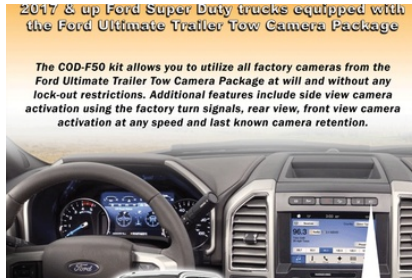 2017 & up Ford Super Duty trucks equipped with
the Ford Ultimate Trailer Tow Camera Package
The COD-F50 kit allows you to utilize all factory cameras from the
Ford Ultimate Trailer Tow Camera Package at will and without any
lock-out restrictions. Additional features include side view camera
activation using the factory turn signals, rear view, front view camera
activation at any speed and last known camera retention.
96.3
Ford